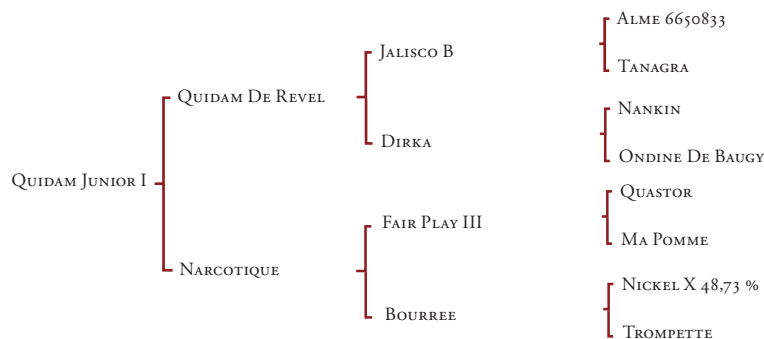 Alme 6650833
Jalisco B
Tanagra
Quidam De Revel
Nankin
Dirka
Ondine De Baugy
Quidam Junior I
Quastor
Fair Play III
Ma Pomme
Narcotique
Nickel X 48,73 %
Bourree
Trompette